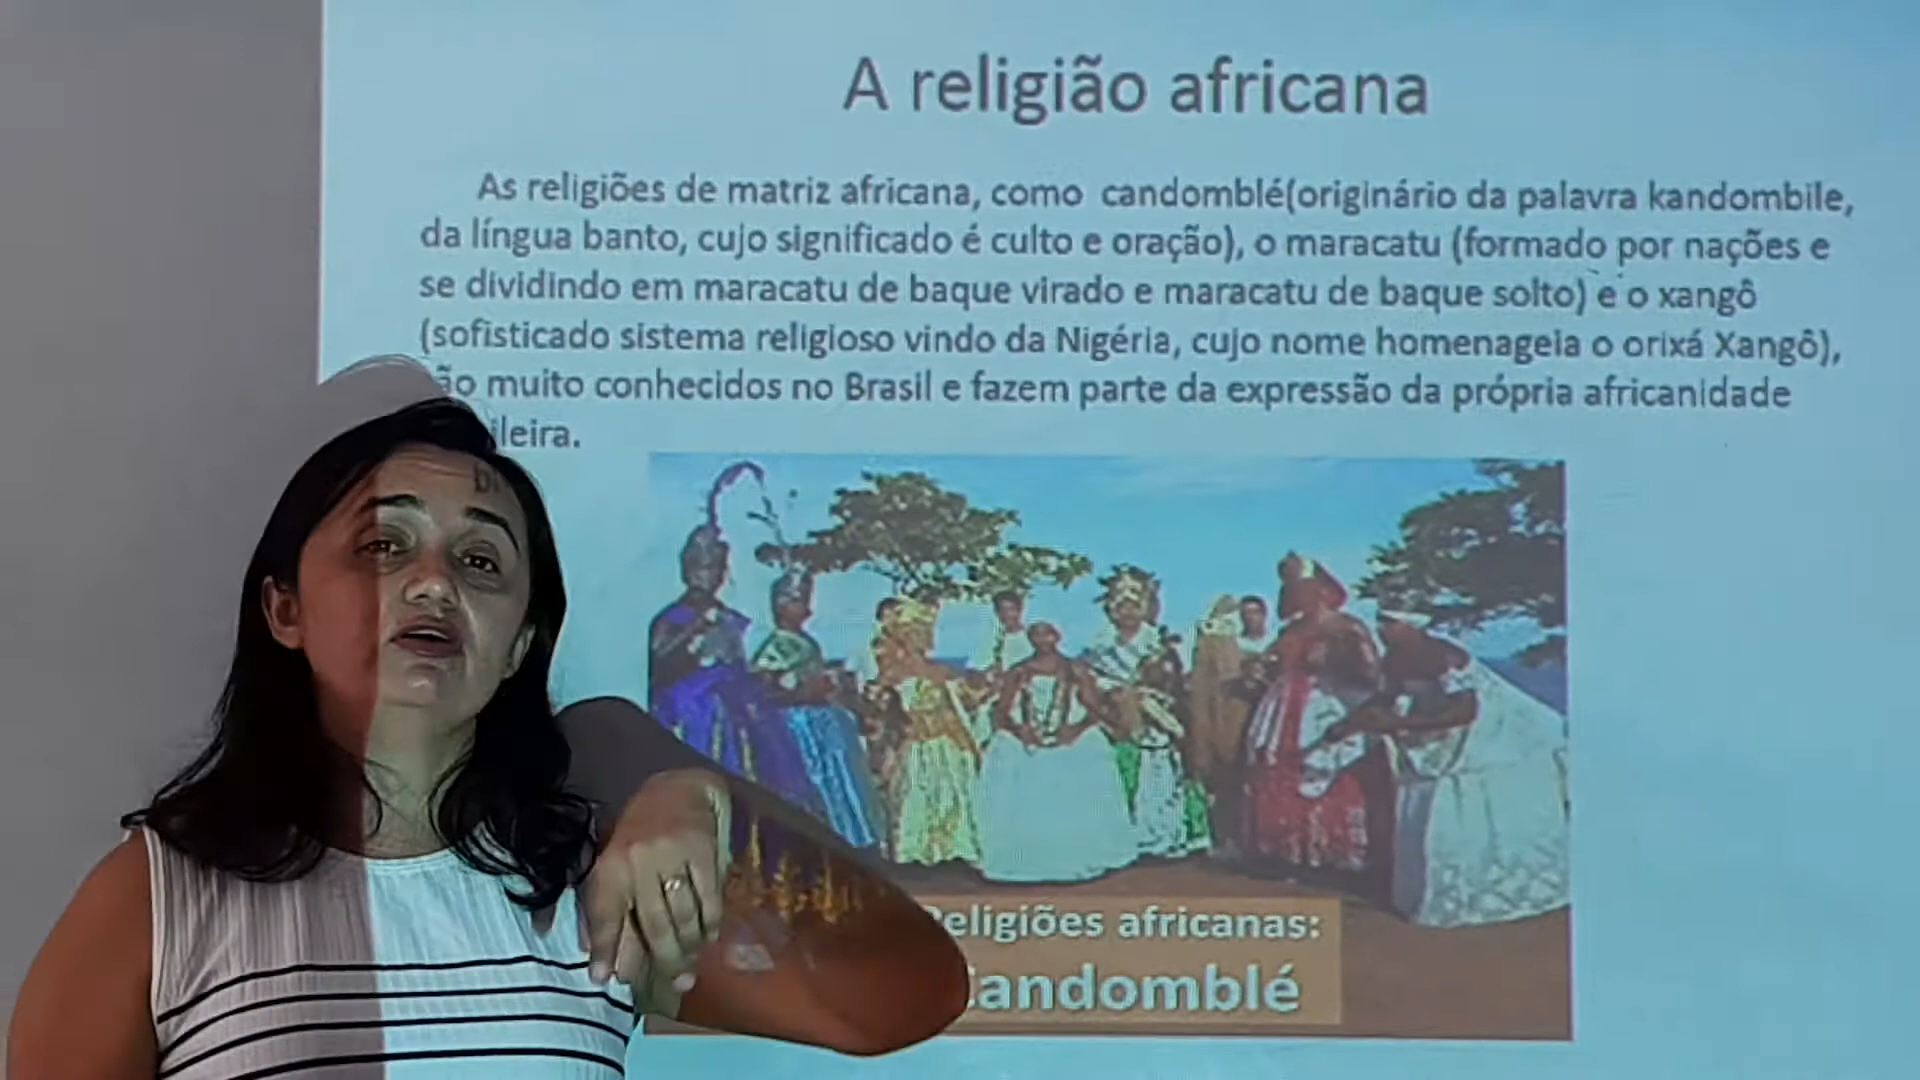 A religião africana
As religiões de matriz africana, como candomblé(originário da palavra kandombile,
da língua banto, cujo significado é culto e oração), o maracatu (formado por nações e
se dividindo em maracatu de baque virado e maracatu de baque solto) e o xangô
(sofisticado sistema religioso vindo da Nigéria, cujo nome homenageia o orixá Xangô),
ão muito conhecidos no Brasil e fazem parte da expressão da própria africanidade
ileira.
eligiões africanas:
andomblé